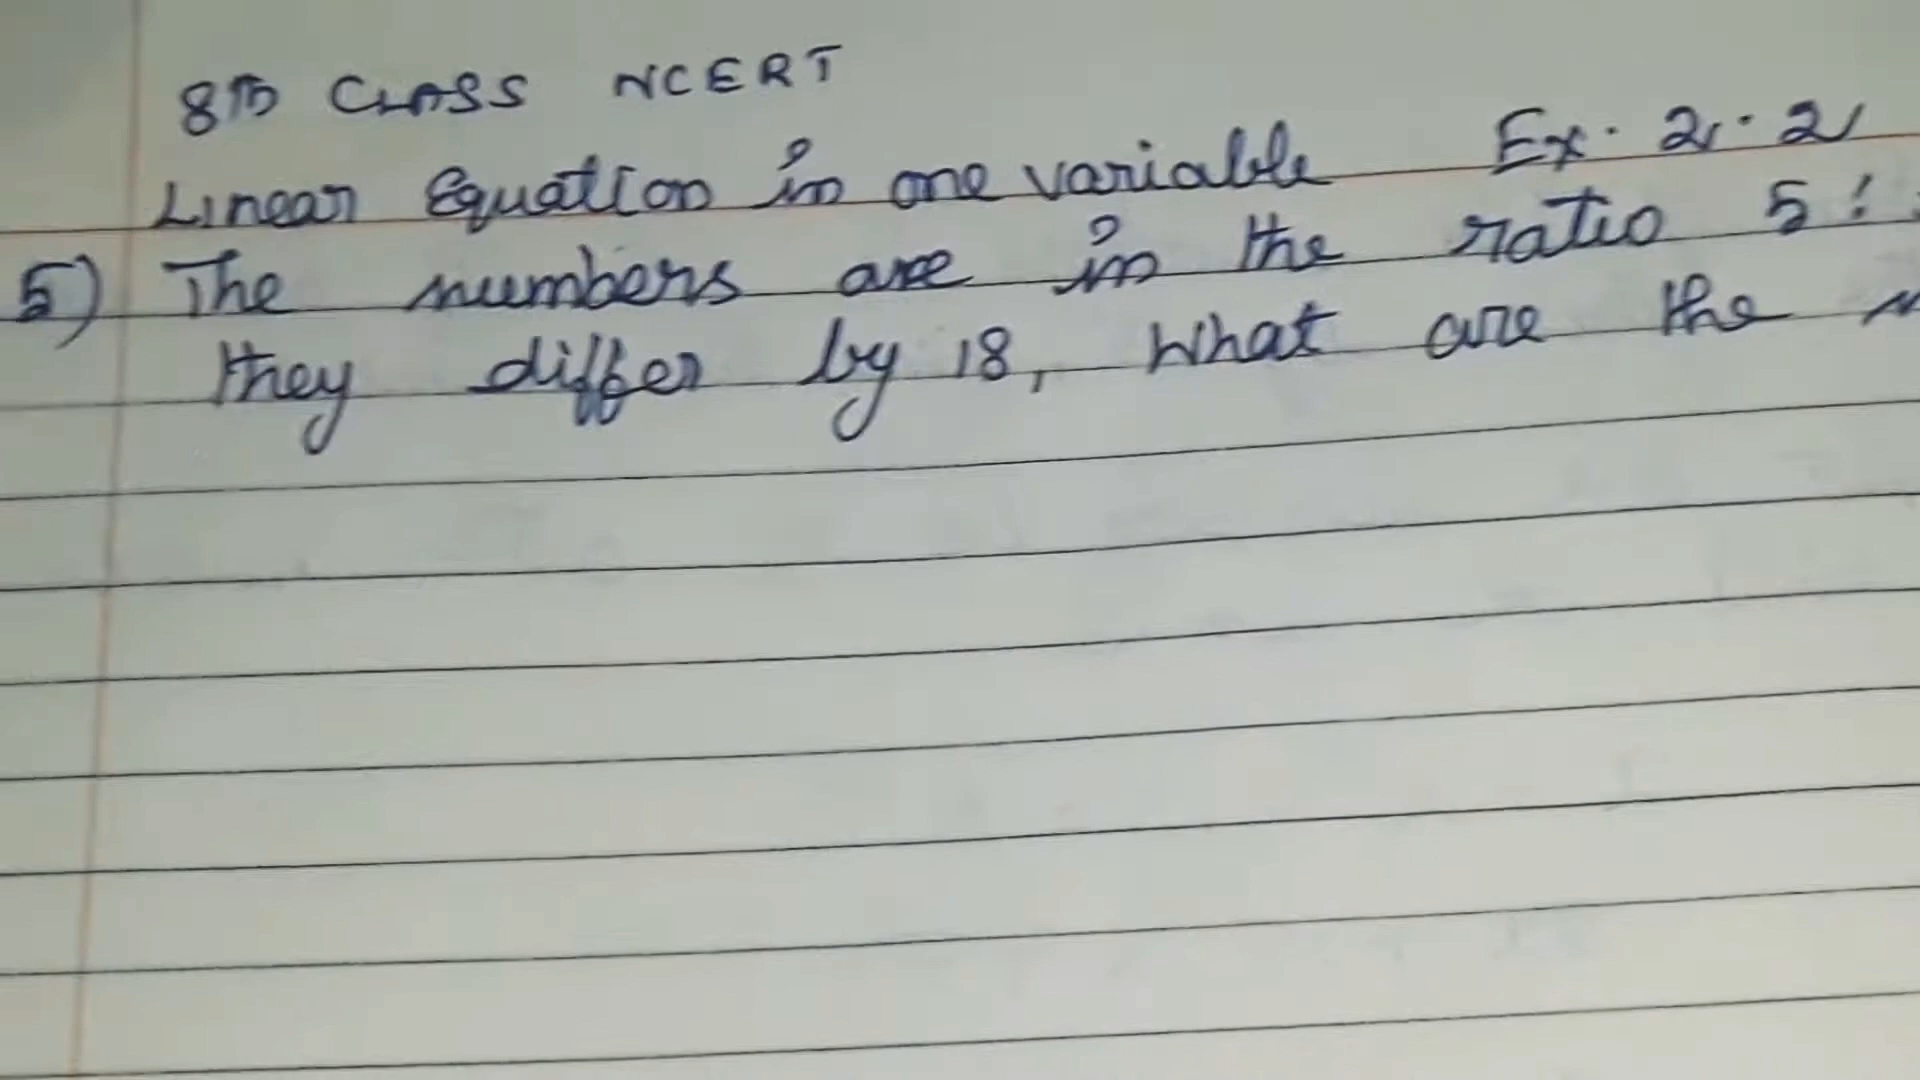 8th CLASS NCERT
Linear Equation in one variable Ex. 2.2
5) The numbers are in the ratio 5:
they differ by 18, What are the